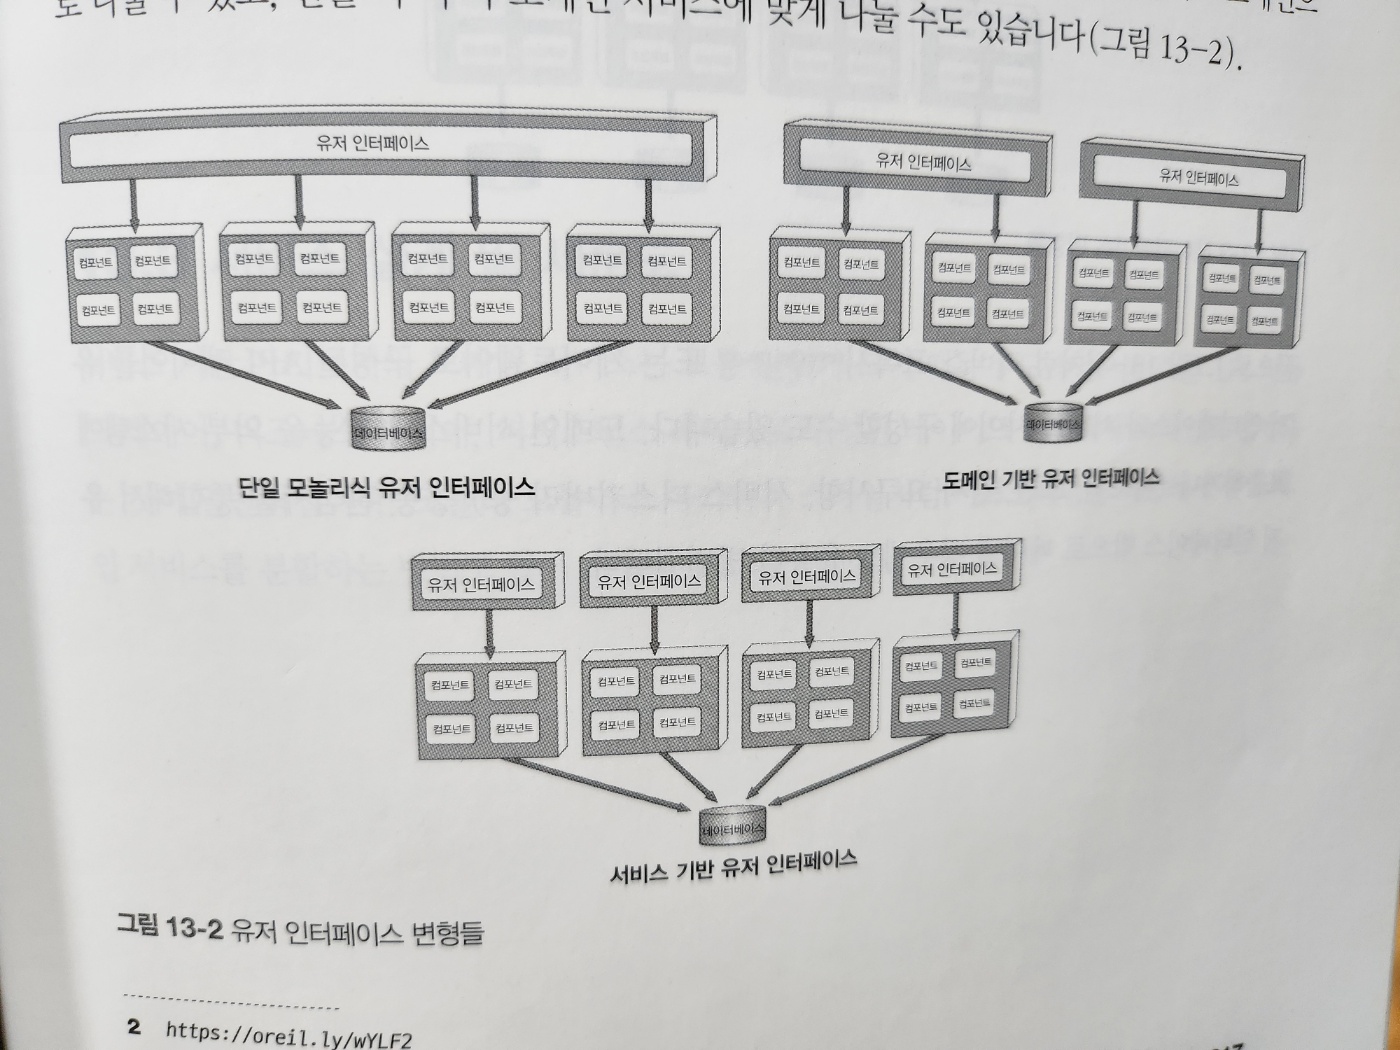 맞게 나눌 수도 있습니다(그림 13–2).
유저 인터페이스
컴포넌트 컴포넌트 컴포넌트 컴포넌트 컴포넌트 컴포넌트 컴포넌트 컴포넌트
컴포넌트 컴포넌트 컴포넌트 컴포넌트 컴포넌트 컴포넌트 컴포넌트 컴포넌트
데이터베이스
단일 모놀리식 유저 인터페이스
유저 인터페이스 유저 인터페이스
컴포넌트 컴포넌트 컴포넌트 컴포넌트 컴포넌트 컴포넌트 컴포넌트 컴포넌트
컴포넌트 컴포넌트 컴포넌트 컴포넌트 컴포넌트 컴포넌트 컴포넌트 컴포넌트
데이터베이스
도메인 기반 유저 인터페이스
유저 인터페이스 유저 인터페이스 유저 인터페이스 유저 인터페이스
컴포넌트 컴포넌트 컴포넌트 컴포넌트 컴포넌트 컴포넌트 컴포넌트 컴포넌트
컴포넌트 컴포넌트 컴포넌트 컴포넌트 컴포넌트 컴포넌트 컴포넌트 컴포넌트
데이터베이스
서비스 기반 유저 인터페이스
그림 13-2 유저 인터페이스 변형들
2 https://oreil.ly/wYLF2